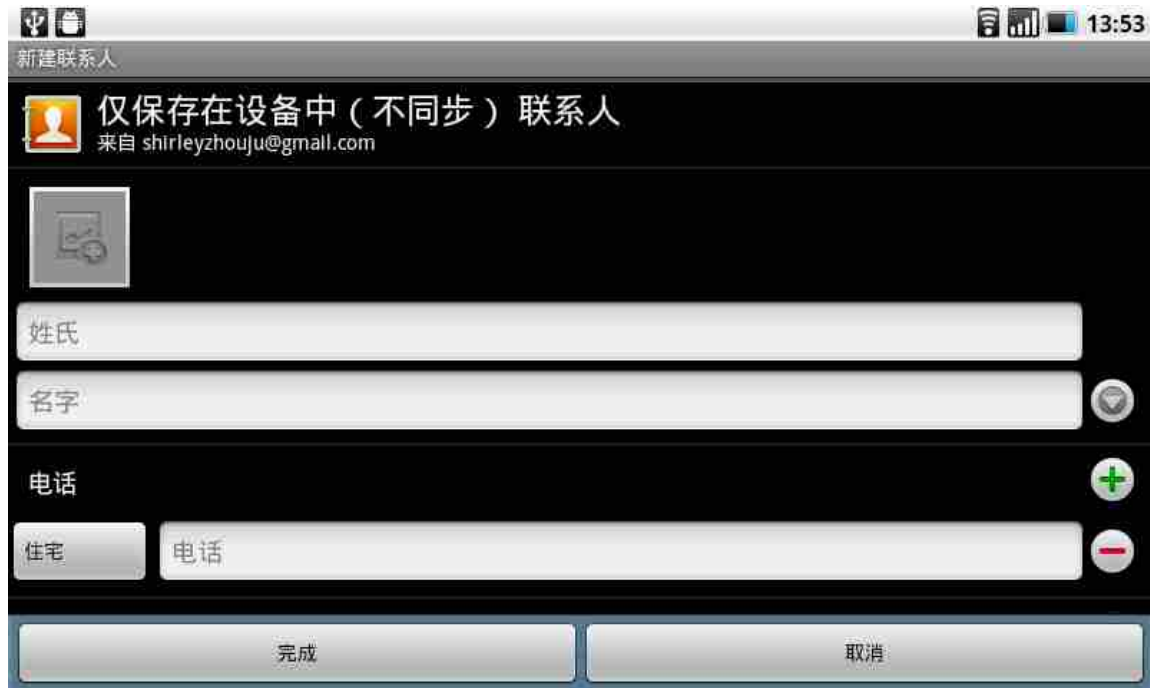 13:53
新建联系人
仅保存在设备中（不同步）联系人
来自 shirleyzhouju@gmail.com
姓氏
名字
电话
住宅 电话
完成 取消